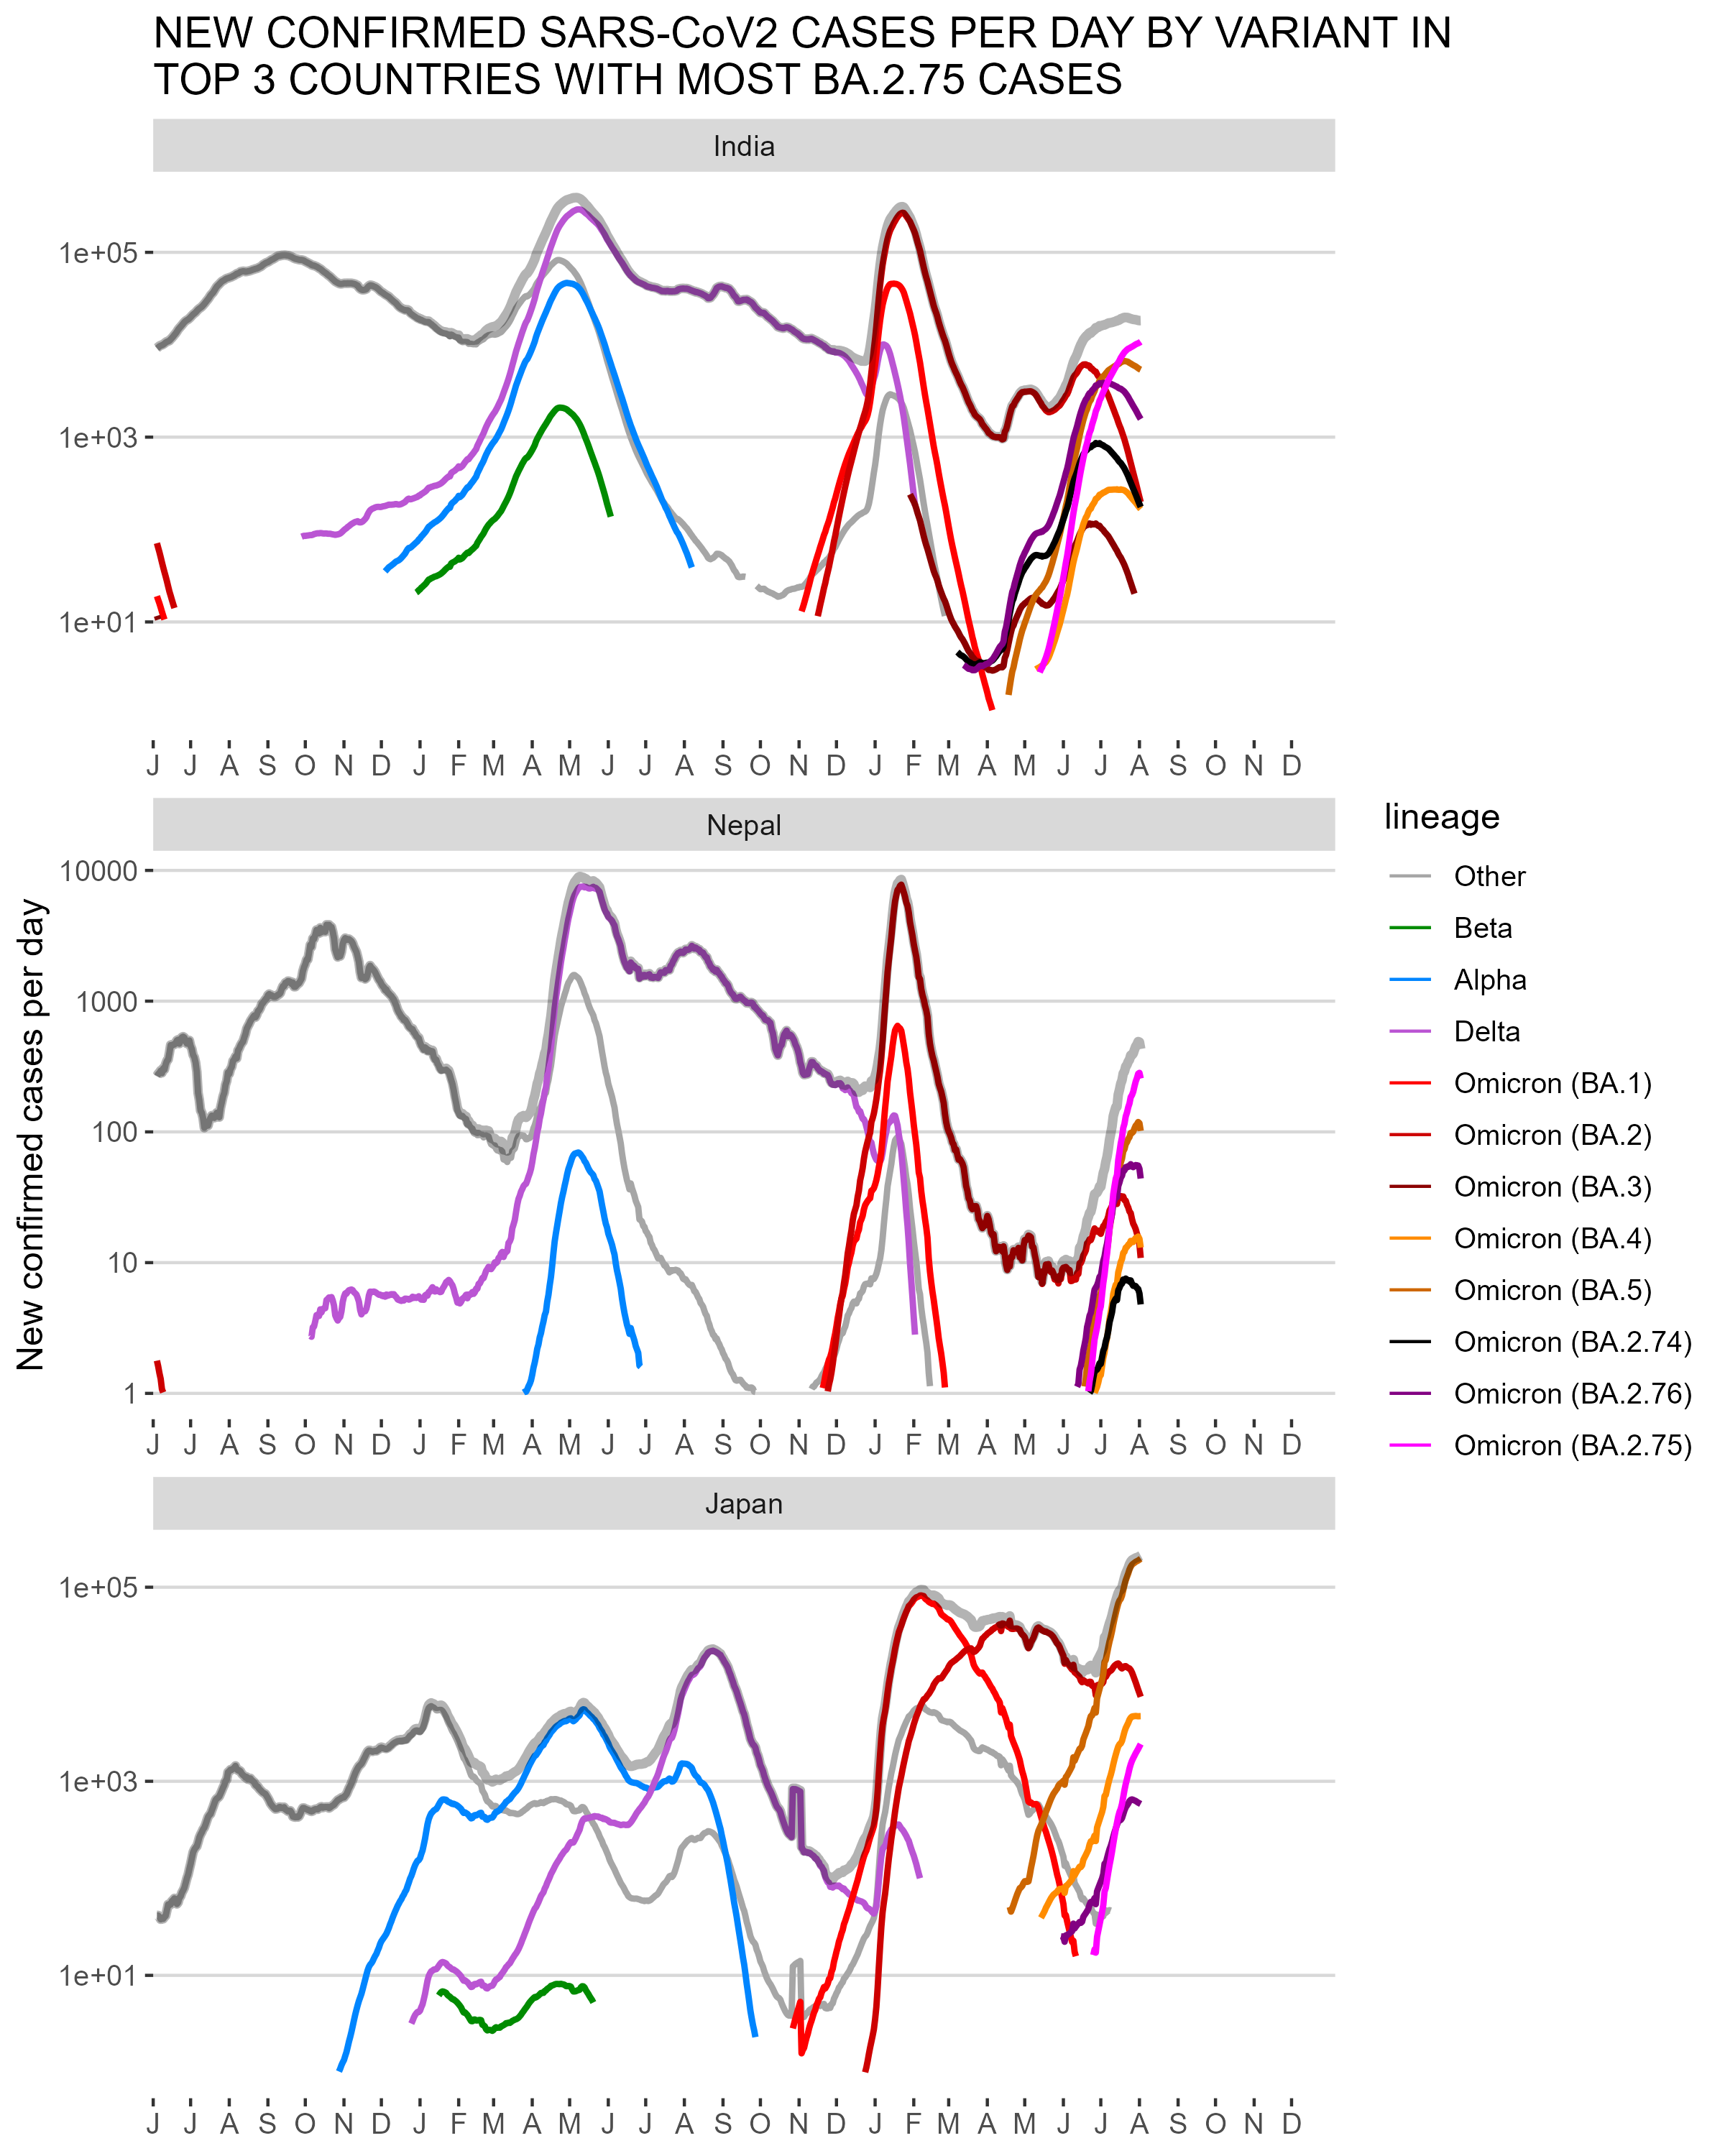 NEW CONFIRMED SARS-CoV2 CASES PER DAY BY VARIANT IN
TOP 3 COUNTRIES WITH MOST BA.2.75 CASES
India
1e+05
1e+03
1e+01
J J A S O N D J F M A M J J A S O N D J F M A M J J A S O N D
New confirmed cases per day
Nepal
10000
1000
100
10
1
J J A S O N D J F M A M J J A S O N D J F M A M J J A S O N D
Japan
1e+05
1e+03
1e+01
J J A S O N D J F M A M J J A S O N D J F M A M J J A S O N D
lineage
Other
Beta
Alpha
Delta
Omicron (BA.1)
Omicron (BA.2)
Omicron (BA.3)
Omicron (BA.4)
Omicron (BA.5)
Omicron (BA.2.74)
Omicron (BA.2.76)
Omicron (BA.2.75)